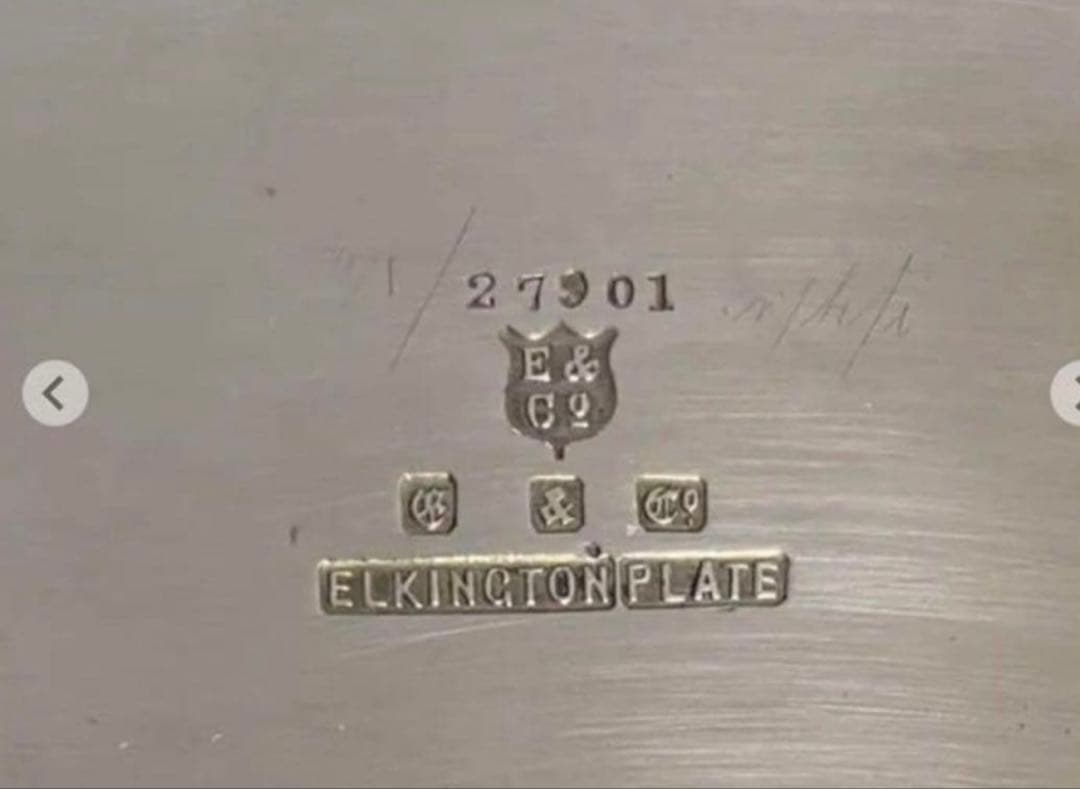 27901
E &
Cº
E & Cº
ELKINGTON PLATE